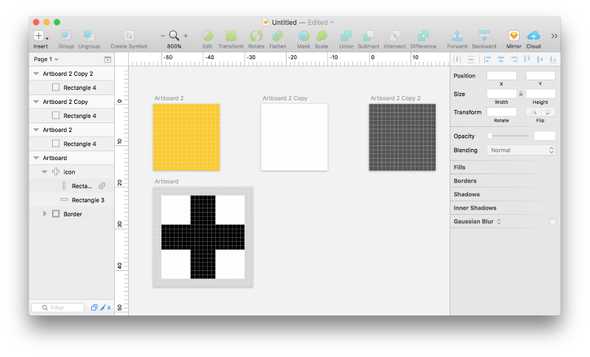 Untitled — Edited
Insert
Group
Ungroup
Create Symbol
800%
Edit
Transform
Rotate
Flatten
Mask
Scale
Union
Subtract
Intersect
Difference
Forward
Backward
Mirror
Cloud
Page 1
-50 -40 -30 -20 -10 0 10
Artboard 2 Copy 2
Rectangle 4
Artboard 2 Copy
Rectangle 4
Artboard 2
Rectangle 4
Artboard
icon
Recta...
Rectangle 3
Border
Filter
0
10
20
30
40
50
Artboard 2
Artboard 2 Copy
Artboard 2 Copy 2
Artboard
Position
X
Y
Size
Width
Height
Transform
Rotate
Flip
Opacity
Blending
Normal
Fills
Borders
Shadows
Inner Shadows
Gaussian Blur